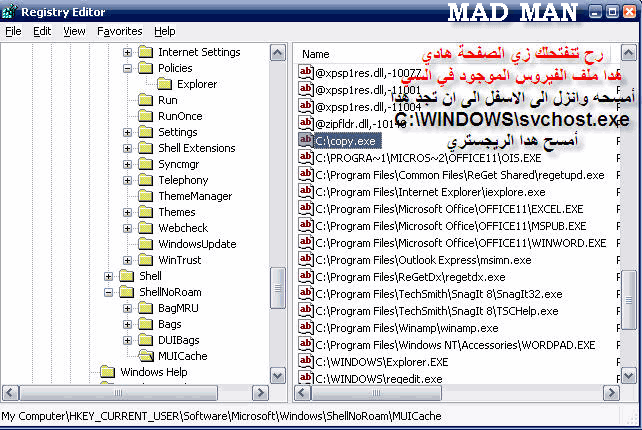 Registry Editor
MAD MAN
File Edit View Favorites Help
Internet Settings
Policies
Explorer
Run
RunOnce
Settings
Shell Extensions
Syncmgr
Telephony
ThemeManager
Themes
Webcheck
WindowsUpdate
WinTrust
Shell
ShellNoRoam
BagMRU
Bags
DUIBags
MUICache
Windows Help
Name
رح تنفتحلك زي الصفحة هادي
هدا ملف الفيروس الموجود في السي
أمسحه وانزل الى الاسفل الى ان تجد هدا
C:\WINDOWS\svchost.exe
أمسح هدا الريجستري
@xpsp1res.dll,-10077
@xpsp1res.dll,-11001
@xpsp1res.dll,-11004
@zipfldr.dll,-10148
C:\copy.exe
C:\PROGRA~1\MICROS~2\OFFICE11\OIS.EXE
C:\Program Files\Common Files\ReGet Shared\regetupd.exe
C:\Program Files\Internet Explorer\iexplore.exe
C:\Program Files\Microsoft Office\OFFICE11\EXCEL.EXE
C:\Program Files\Microsoft Office\OFFICE11\MSPUB.EXE
C:\Program Files\Microsoft Office\OFFICE11\WINWORD.EXE
C:\Program Files\Outlook Express\msimn.exe
C:\Program Files\ReGetDx\regetdx.exe
C:\Program Files\TechSmith\SnagIt 8\SnagIt32.exe
C:\Program Files\TechSmith\SnagIt 8\TSCHelp.exe
C:\Program Files\Winamp\winamp.exe
C:\Program Files\Windows NT\Accessories\WORDPAD.EXE
C:\WINDOWS\Explorer.EXE
C:\WINDOWS\regedit.exe
My Computer\HKEY_CURRENT_USER\Software\Microsoft\Windows\ShellNoRoam\MUICache